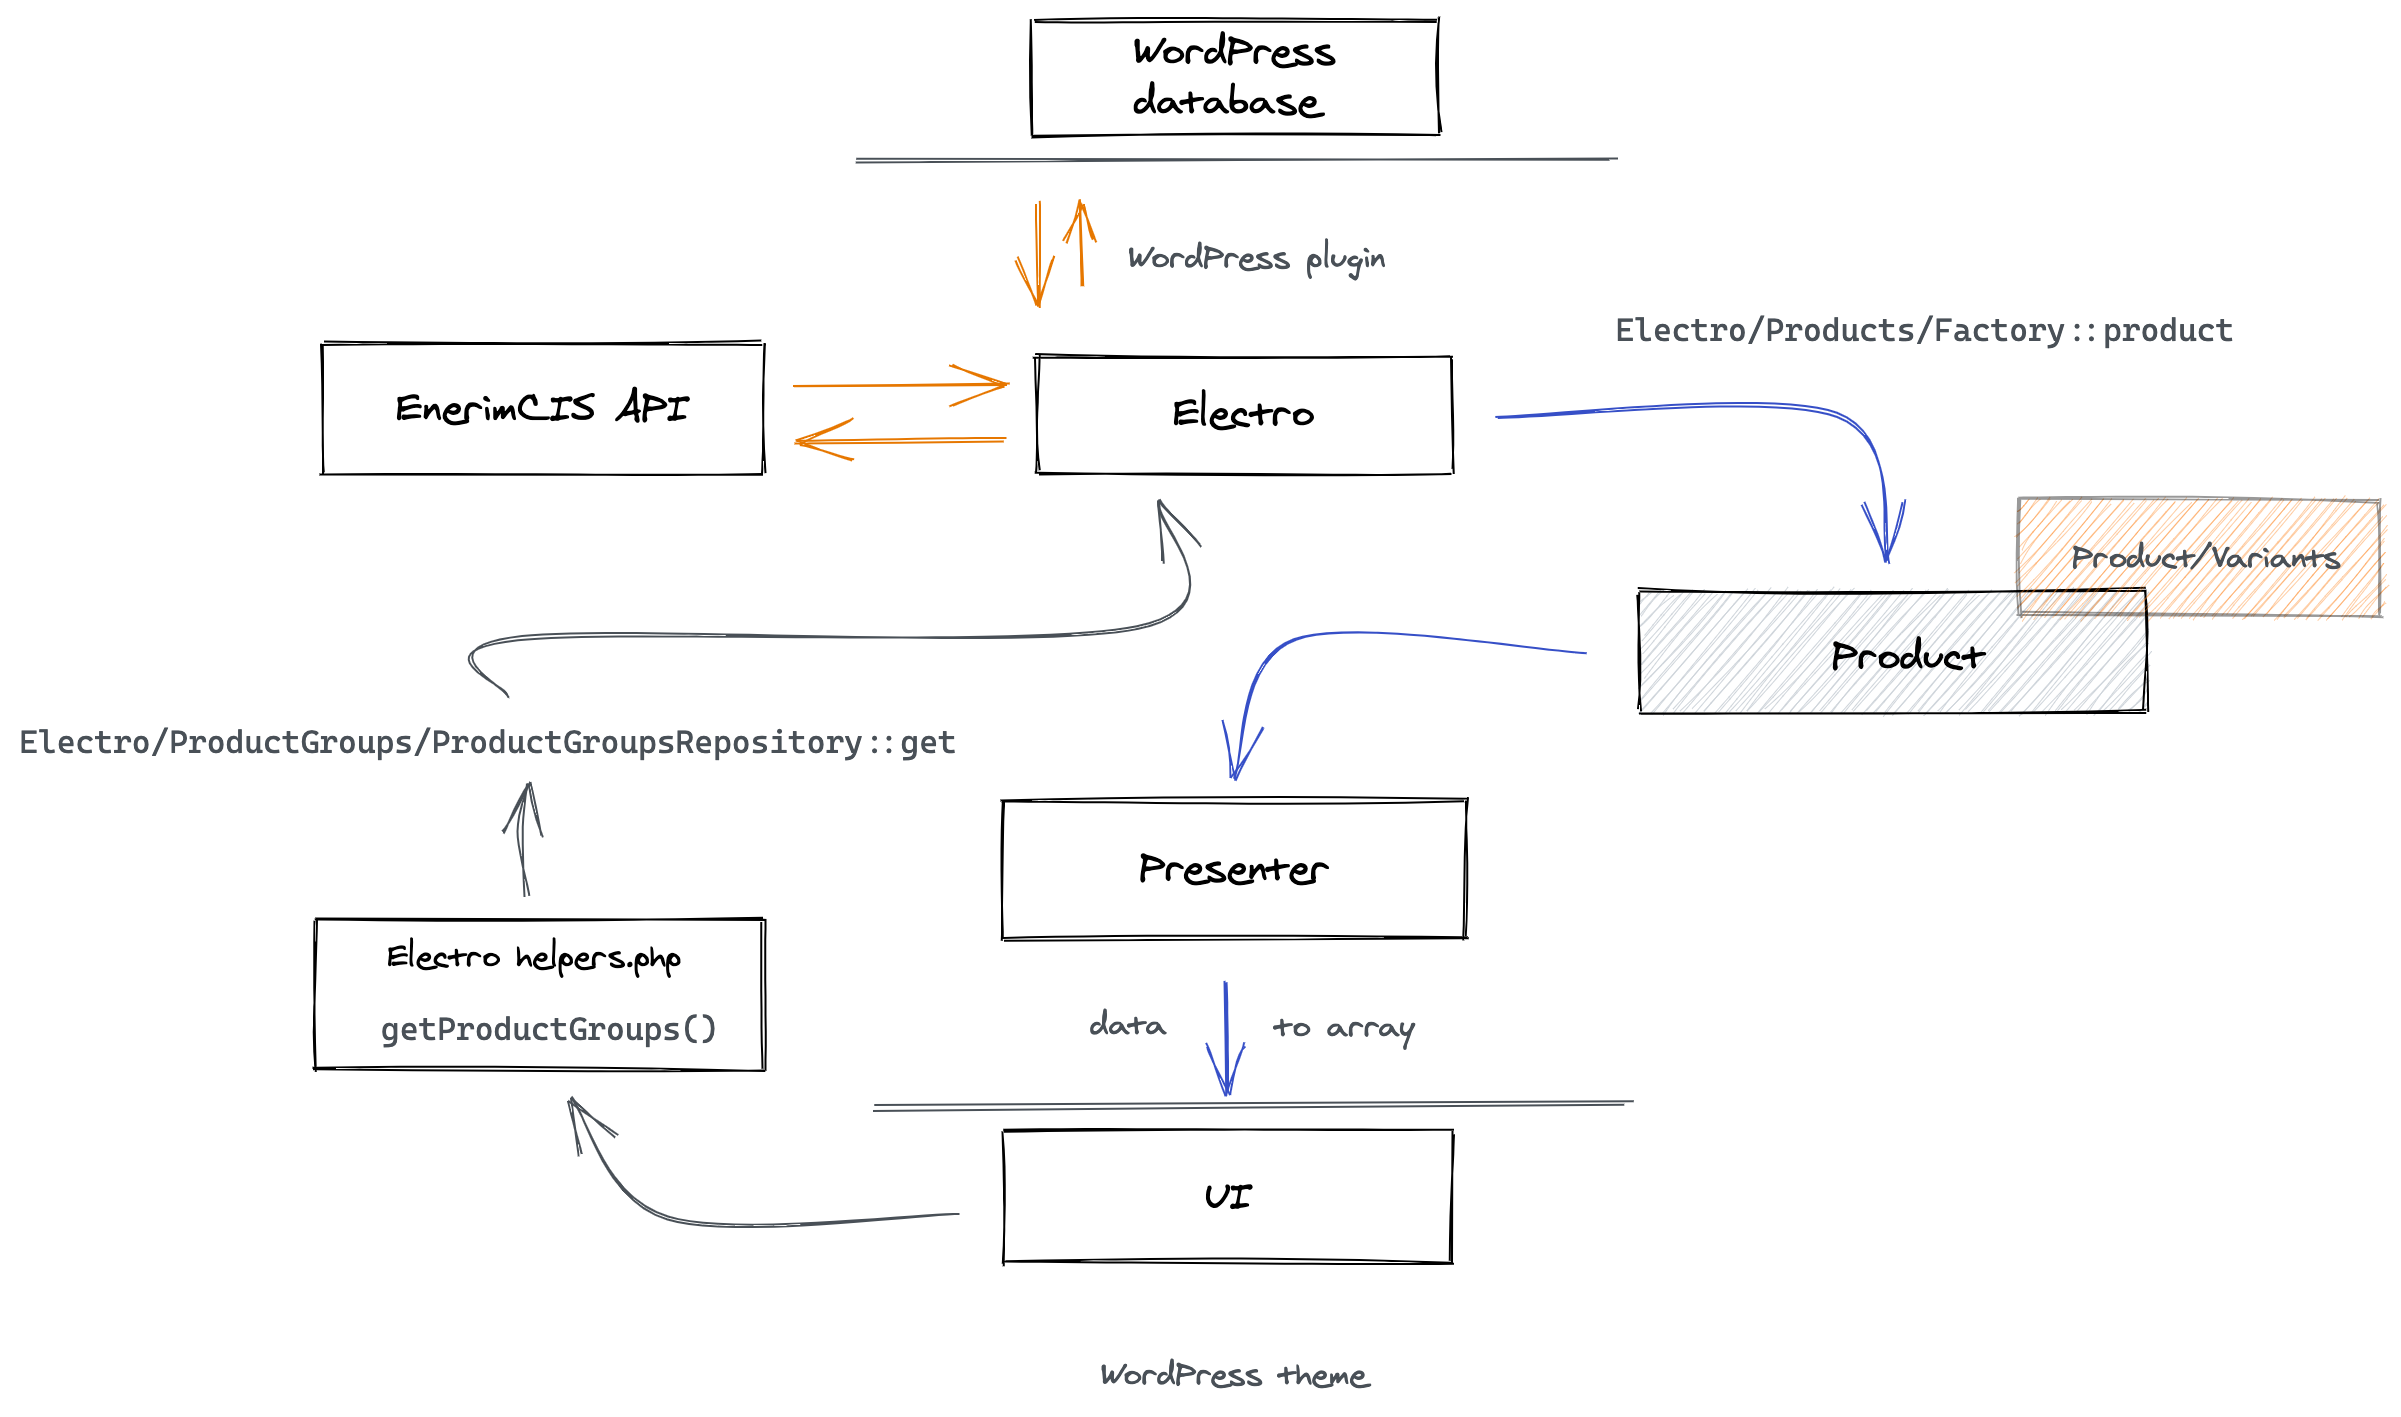 WordPress
database
WordPress plugin
Electro/Products/Factory::product
EnerimCIS API
Electro
Product/Variants
Product
Electro/ProductGroups/ProductGroupsRepository::get
Presenter
Electro helpers.php
getProductGroups()
data
to array
UI
WordPress theme